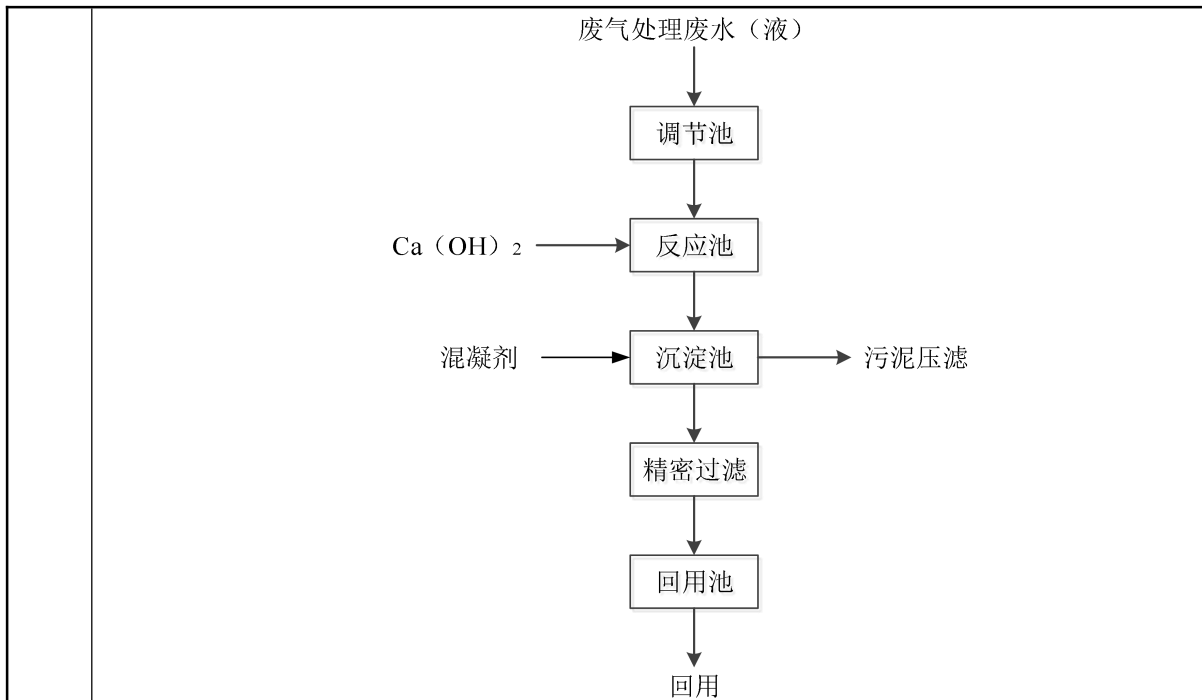 废气处理废水（液）
调节池
Ca（OH）₂
反应池
混凝剂
沉淀池
污泥压滤
精密过滤
回用池
回用